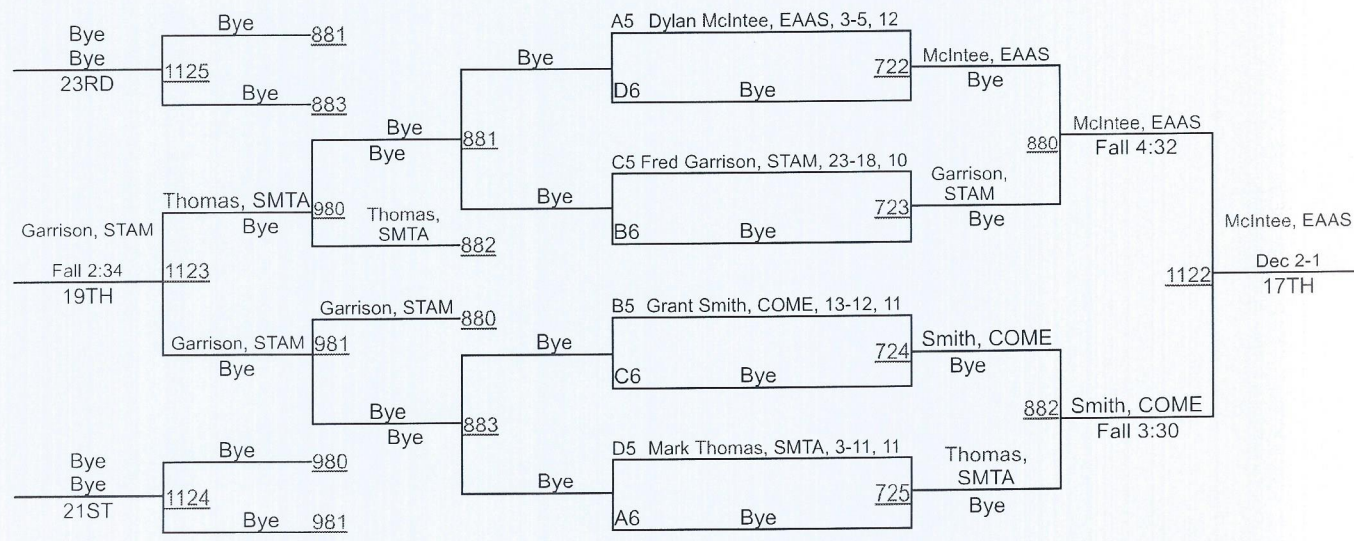 Bye
Bye
23RD
Bye
881
1125
Bye
883
Bye
Bye
881
Bye
Bye
Thomas, SMTA
Bye
980
Thomas,
SMTA
882
Garrison, STAM
Fall 2:34
19TH
1123
Garrison, STAM
Bye
981
Garrison, STAM
880
Bye
Bye
883
Bye
Bye
Bye
Bye
21ST
Bye
980
1124
Bye
981
A5 Dylan McIntee, EAAS, 3-5, 12
722
D6 Bye
McIntee, EAAS
Bye
C5 Fred Garrison, STAM, 23-18, 10
723
B6 Bye
Garrison,
STAM
Bye
880
McIntee, EAAS
Fall 4:32
B5 Grant Smith, COME, 13-12, 11
724
C6 Bye
Smith, COME
Bye
D5 Mark Thomas, SMTA, 3-11, 11
725
A6 Bye
Thomas,
SMTA
Bye
882
Smith, COME
Fall 3:30
1122
McIntee, EAAS
Dec 2-1
17TH